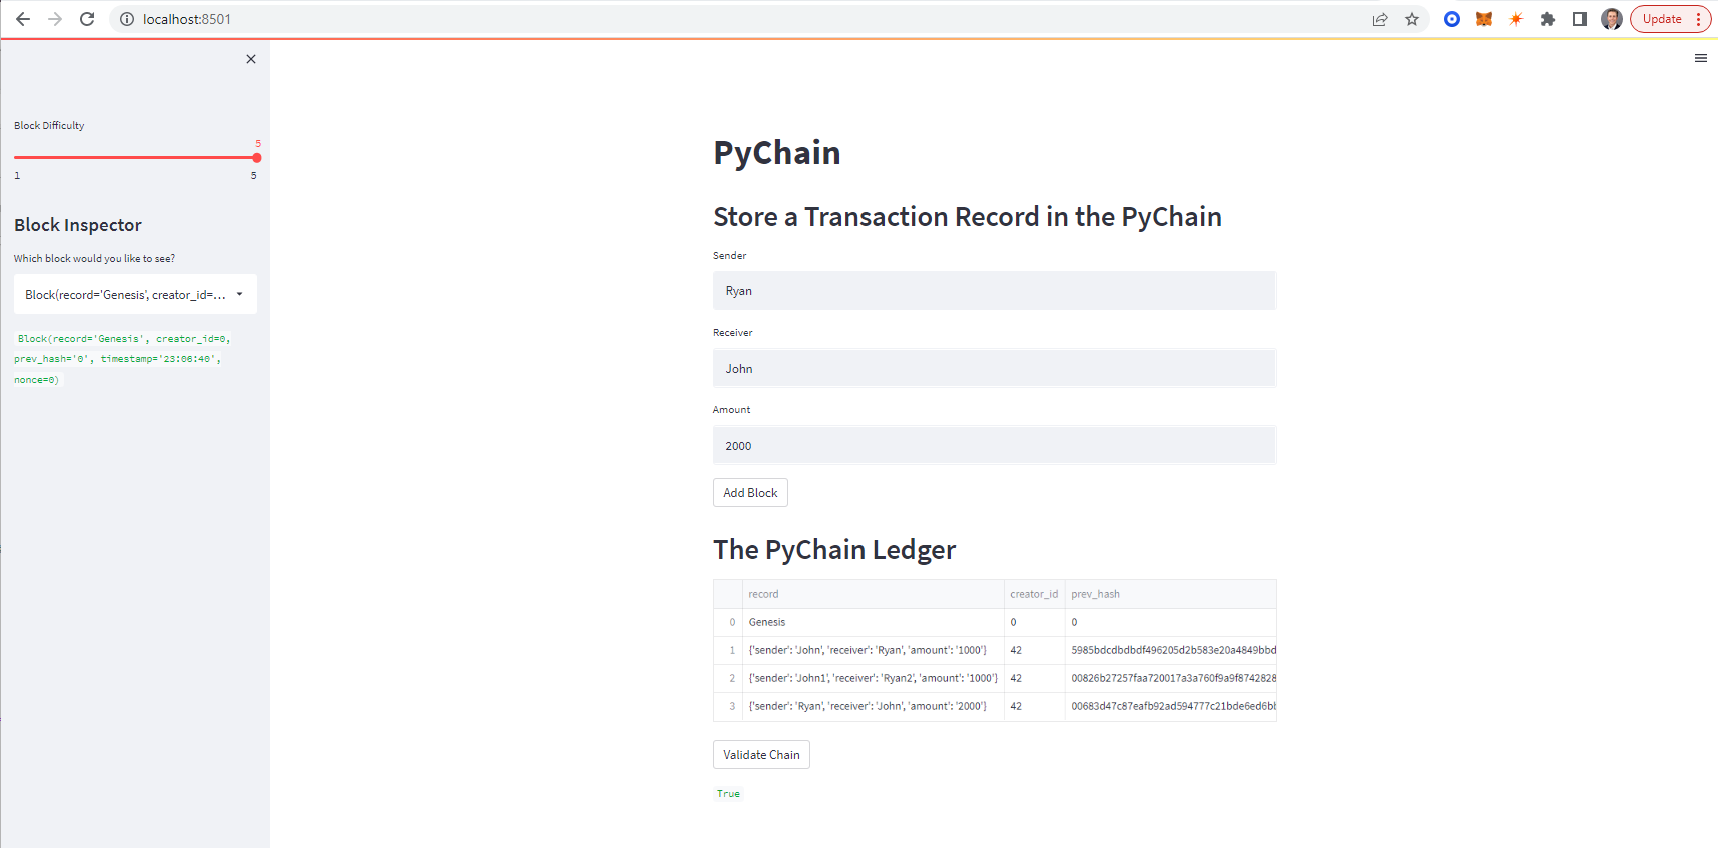 localhost:8501
Update
Block Difficulty
5
1 5
Block Inspector
Which block would you like to see?
Block(record='Genesis', creator_id=...
Block(record='Genesis', creator_id=0,
prev_hash='0', timestamp='23:06:40',
nonce=0)
PyChain
Store a Transaction Record in the PyChain
Sender
Ryan
Receiver
John
Amount
2000
Add Block
The PyChain Ledger
record creator_id prev_hash
0 Genesis 0 0
1 {'sender': 'John', 'receiver': 'Ryan', 'amount': '1000'} 42 5985bdcdbdbdf496205d2b583e20a4849bbd
2 {'sender': 'John1', 'receiver': 'Ryan2', 'amount': '1000'} 42 00826b27257faa720017a3a760f9a9f8742828
3 {'sender': 'Ryan', 'receiver': 'John', 'amount': '2000'} 42 00683d47c87eafb92ad594777c21bde6ed6bb
Validate Chain
True